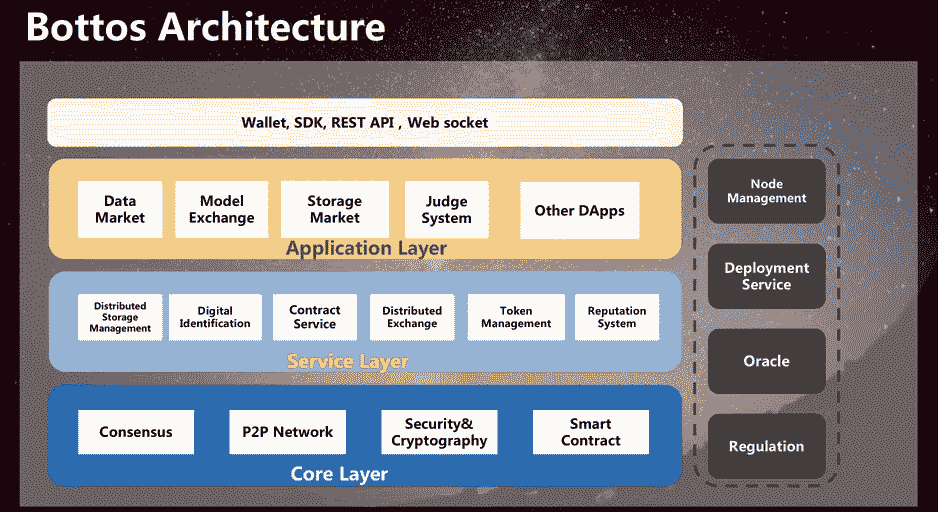 Bottos Architecture
Wallet, SDK, REST API , Web socket
Data
Market
Model
Exchange
Storage
Market
Judge
System
Other DApps
Application Layer
Distributed
Storage
Management
Digital
Identification
Contract
Service
Distributed
Exchange
Token
Management
Reputation
System
Service Layer
Consensus
P2P Network
Security&
Cryptography
Smart
Contract
Core Layer
Node
Management
Deployment
Service
Oracle
Regulation